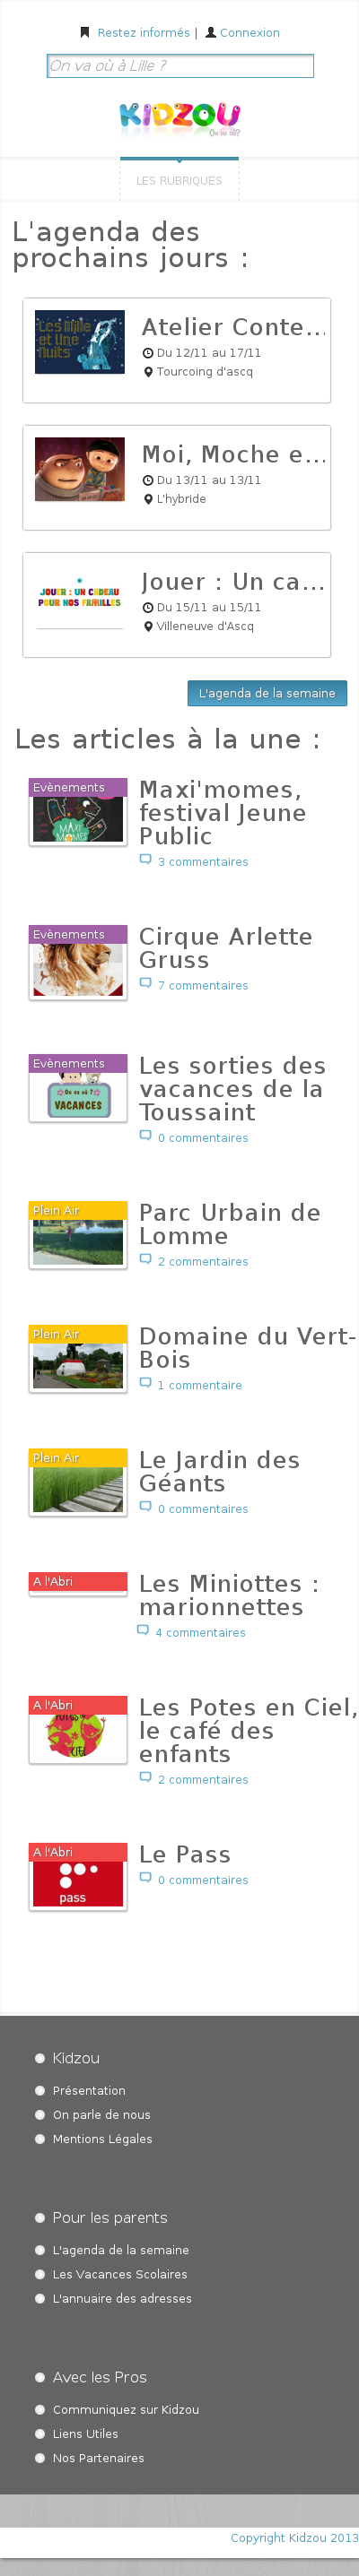 Restez informés | Connexion
On va où à Lille ?
KIDZOU
On va où?
LES RUBRIQUES
L'agenda des
prochains jours :
Les Mille
et Une
Nuits
Atelier Conte...
Du 12/11 au 17/11
Tourcoing d'ascq
Moi, Moche e...
Du 13/11 au 13/11
L'hybride
JOUER : UN CADEAU
POUR NOS FAMILLES
Jouer : Un ca...
Du 15/11 au 15/11
Villeneuve d'Ascq
L'agenda de la semaine
Les articles à la une :
Evènements
MAXI
MOMES
Maxi'momes,
festival Jeune
Public
3 commentaires
Evènements
Cirque Arlette
Gruss
7 commentaires
Evènements
On va où ?
VACANCES
Les sorties des
vacances de la
Toussaint
0 commentaires
Plein Air
Parc Urbain de
Lomme
2 commentaires
Plein Air
Domaine du Vert-
Bois
1 commentaire
Plein Air
Le Jardin des
Géants
0 commentaires
A l'Abri
Les Miniottes :
marionnettes
4 commentaires
A l'Abri
CIEL
Les Potes en Ciel,
le café des
enfants
2 commentaires
A l'Abri
pass
Le Pass
0 commentaires
Kidzou
Présentation
On parle de nous
Mentions Légales
Pour les parents
L'agenda de la semaine
Les Vacances Scolaires
L'annuaire des adresses
Avec les Pros
Communiquez sur Kidzou
Liens Utiles
Nos Partenaires
Copyright Kidzou 2013